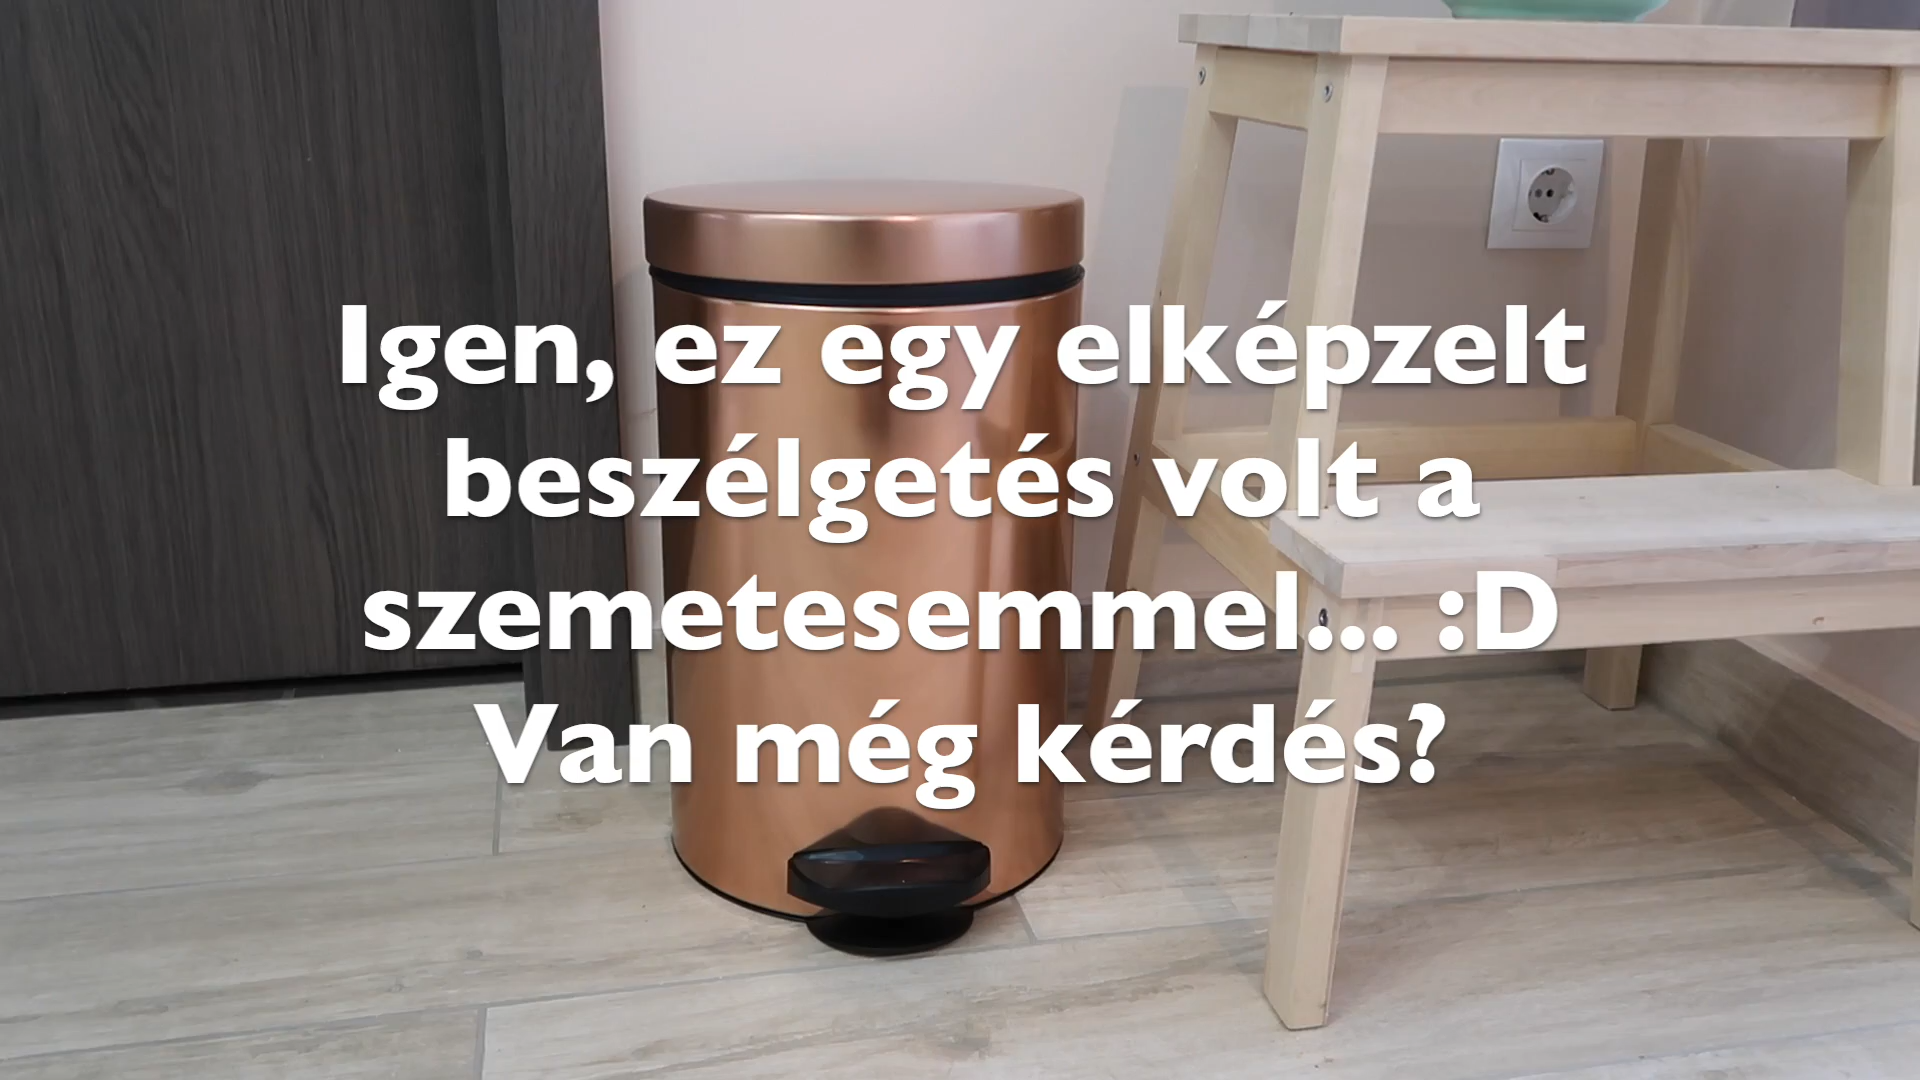 Igen, ez egy elképzelt
beszélgetés volt a
szemetesemmel... :D
Van még kérdés?